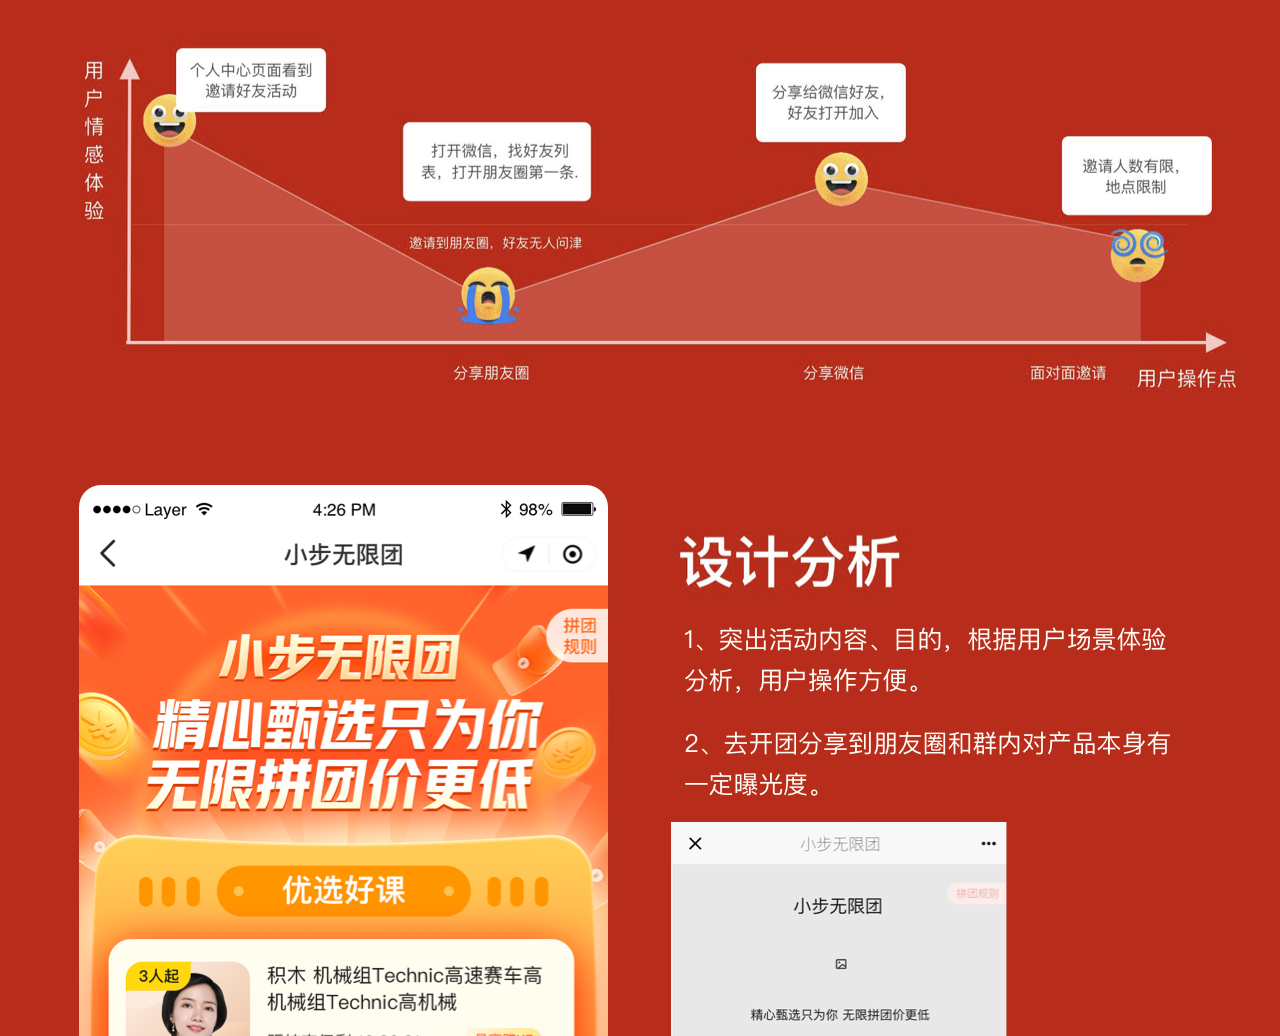 用户情感体验
个人中心页面看到
邀请好友活动
打开微信，找好友列
表，打开朋友圈第一条.
分享给微信好友，
好友打开加入
邀请人数有限，
地点限制
邀请到朋友圈，好友无人问津
分享朋友圈
分享微信
面对面邀请
用户操作点
Layer
4:26 PM
98%
小步无限团
拼团
规则
小步无限团
精心甄选只为你
无限拼团价更低
优选好课
3人起
积木 机械组Technic高速赛车高
机械组Technic高机械
设计分析
1、突出活动内容、目的，根据用户场景体验
分析，用户操作方便。
2、去开团分享到朋友圈和群内对产品本身有
一定曝光度。
小步无限团
拼团规则
小步无限团
精心甄选只为你 无限拼团价更低